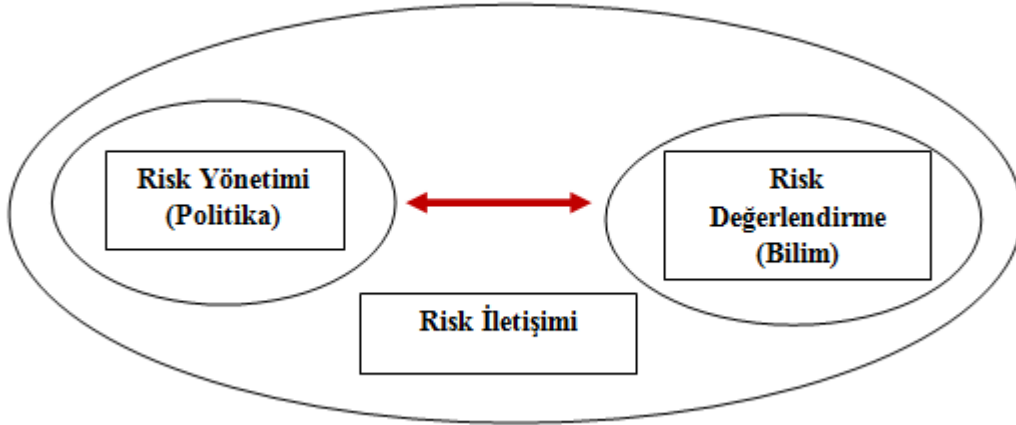 Risk Yönetimi
(Politika)
Risk
Değerlendirme
(Bilim)
Risk İletişimi